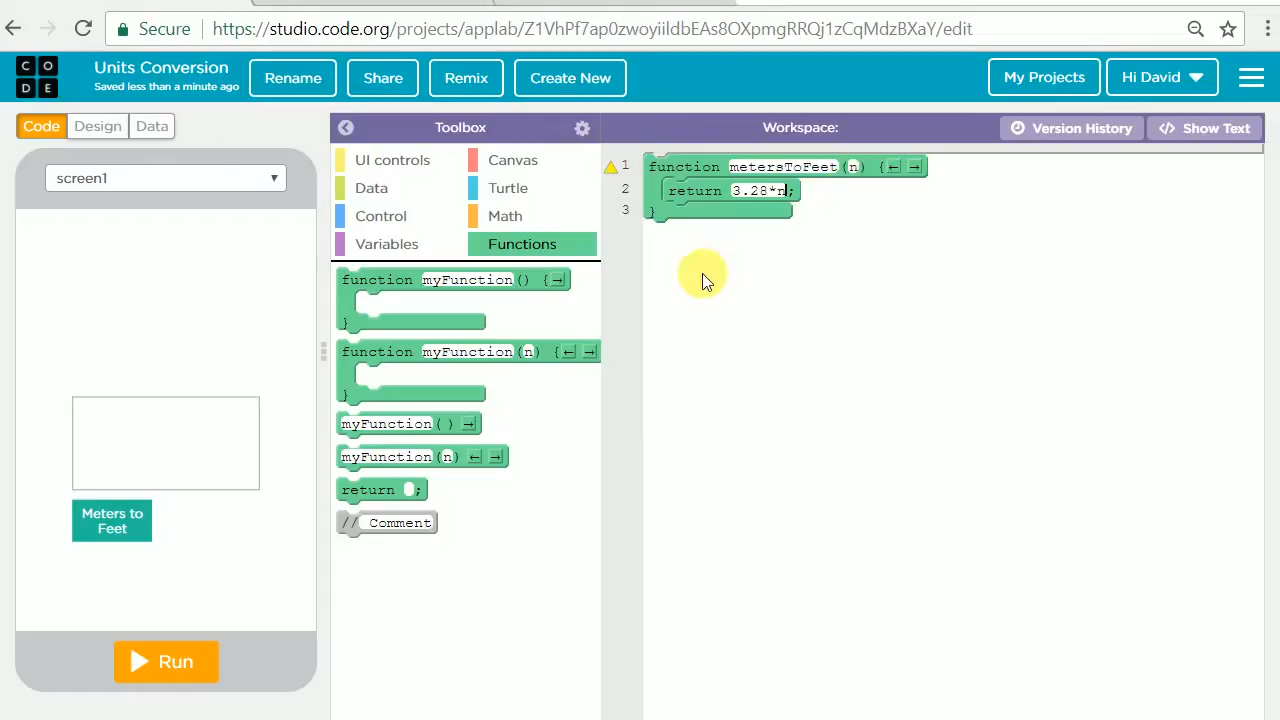 Secure
https://studio.code.org/projects/applab/Z1VhPf7ap0zwoyiildbEAs8OXpmgRRQj1zCqMdzBXaY/edit
C O
D E
Units Conversion
Saved less than a minute ago
Rename
Share
Remix
Create New
My Projects
Hi David
Code
Design
Data
Toolbox
Workspace:
Version History
</> Show Text
screen1
UI controls
Canvas
Data
Turtle
Control
Math
Variables
Functions
function myFunction() {→
}
function myFunction(n) {← →
}
myFunction() →
myFunction(n) ← →
return ;
// Comment
1 function metersToFeet(n) {← →
2 return 3.28*n;
3 }
Meters to
Feet
Run